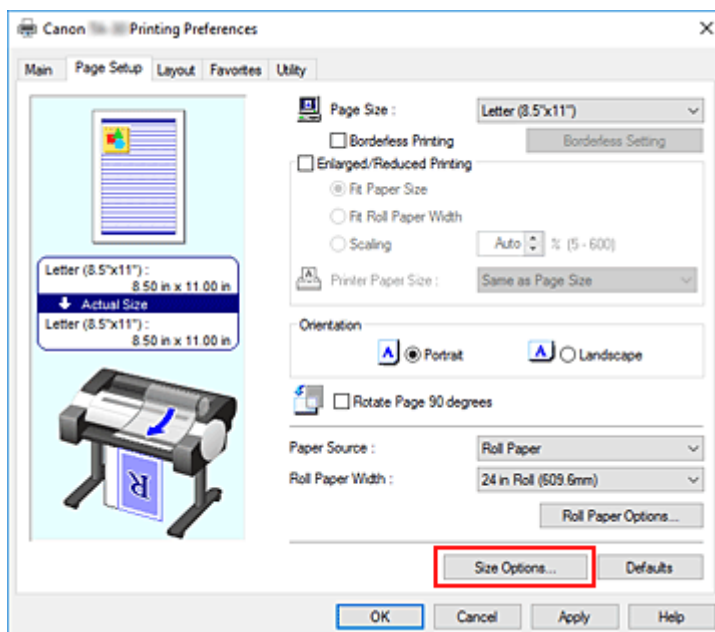 Canon Printing Preferences
Main Page Setup Layout Favorites Utility
Page Size : Letter (8.5"x11")
Borderless Printing Borderless Setting
Enlarged/Reduced Printing
Fit Paper Size
Fit Roll Paper Width
Scaling Auto % (5 - 600)
Printer Paper Size : Same as Page Size
Letter (8.5"x11") :
8.50 in x 11.00 in
Actual Size
Letter (8.5"x11") :
8.50 in x 11.00 in
Orientation
A Portrait A Landscape
Rotate Page 90 degrees
Paper Source : Roll Paper
Roll Paper Width : 24 in Roll (609.6mm)
Roll Paper Options...
R
Size Options... Defaults
OK Cancel Apply Help